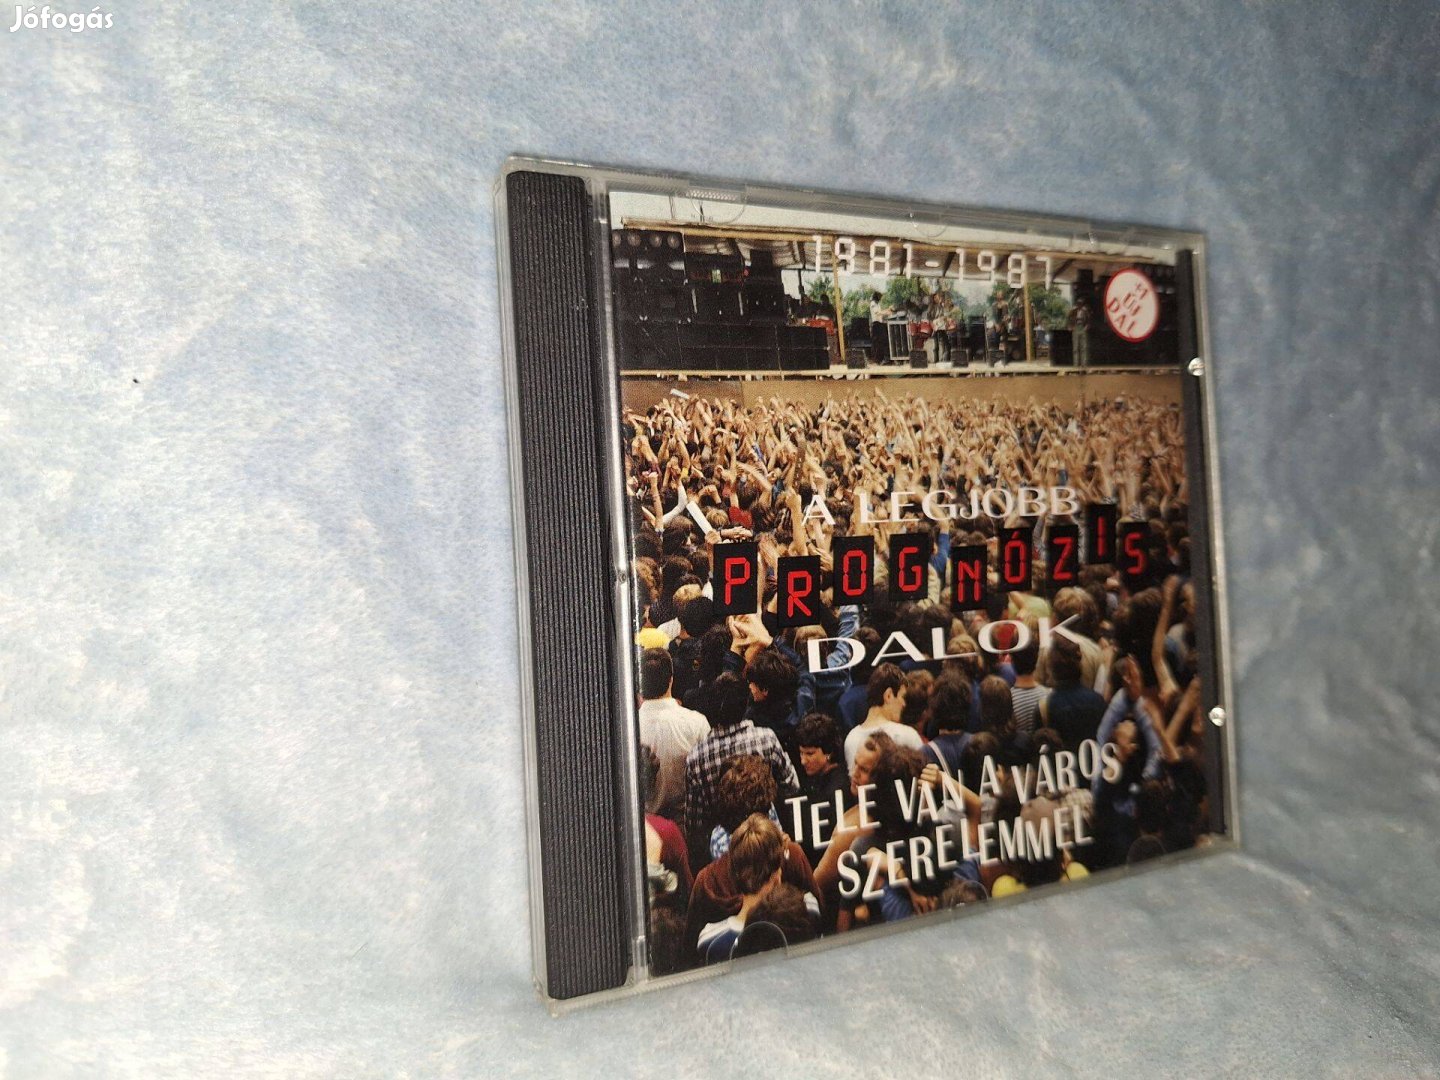 Jófogás
1981-1987
A LEGJOBB
PROGNÓZIS
DALOK
TELE VAN A VÁROS
SZERELEMMEL